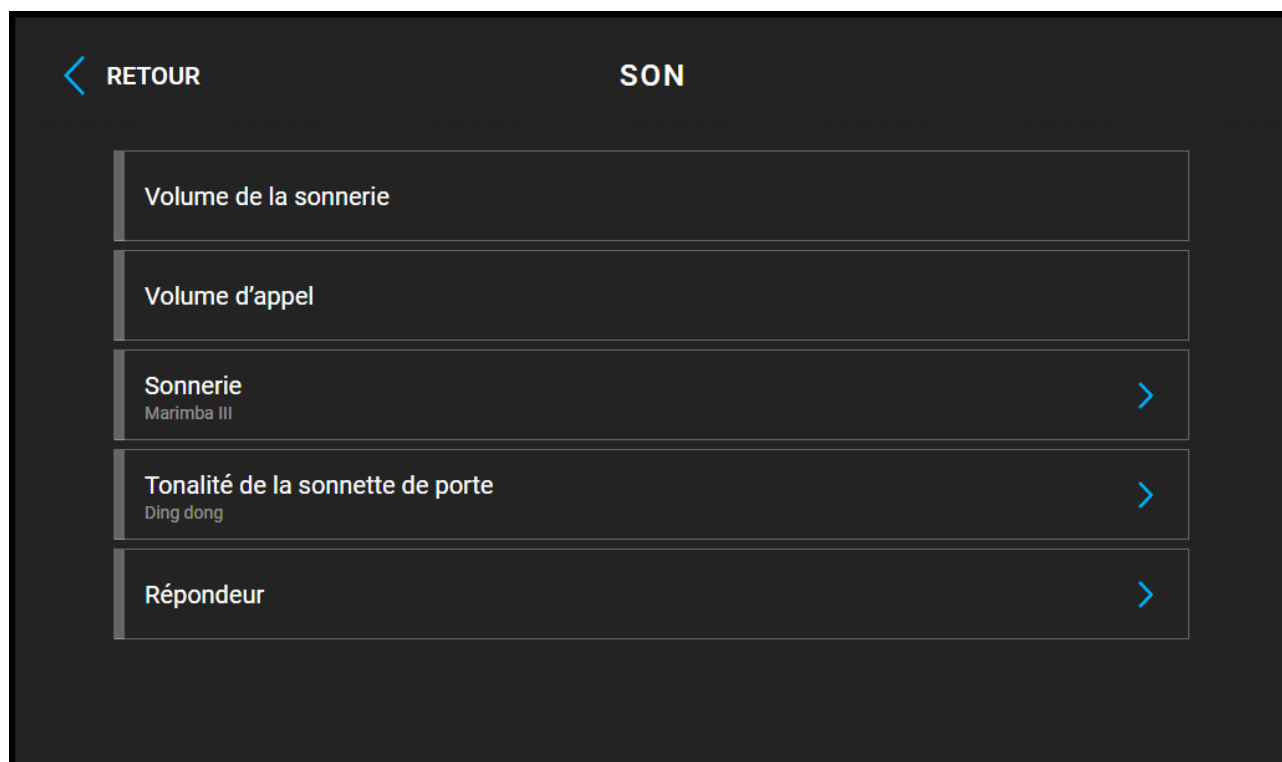 RETOUR
SON
Volume de la sonnerie
Volume d’appel
Sonnerie
Marimba III
Tonalité de la sonnette de porte
Ding dong
Répondeur